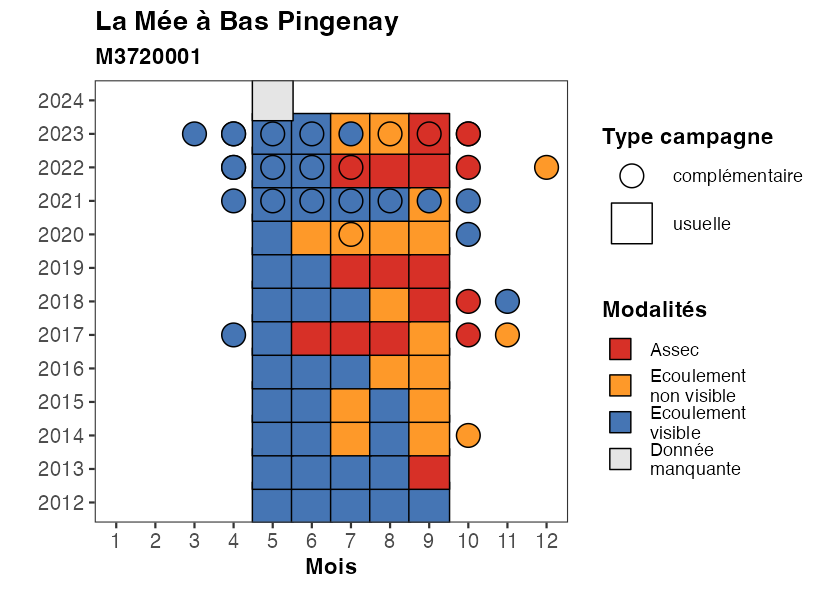 La Mée à Bas Pingenay
M3720001
2024
2023
2022
2021
2020
2019
2018
2017
2016
2015
2014
2013
2012
1 2 3 4 5 6 7 8 9 10 11 12
Mois
Type campagne
complémentaire
usuelle
Modalités
Assec
Ecoulement
non visible
Ecoulement
visible
Donnée
manquante